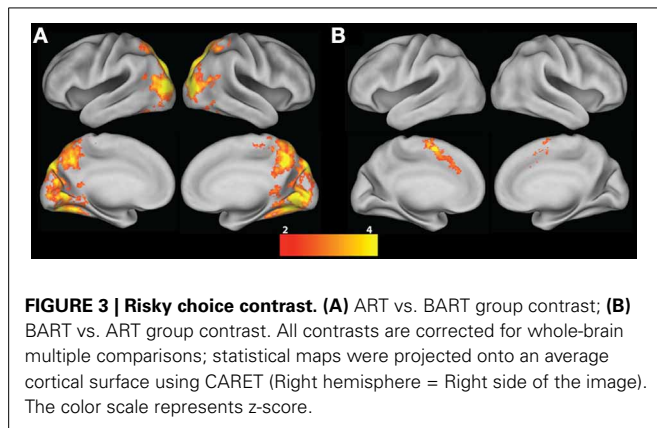 A
B
2
4
FIGURE 3 | Risky choice contrast. (A) ART vs. BART group contrast; (B)
BART vs. ART group contrast. All contrasts are corrected for whole-brain
multiple comparisons; statistical maps were projected onto an average
cortical surface using CARET (Right hemisphere = Right side of the image).
The color scale represents z-score.